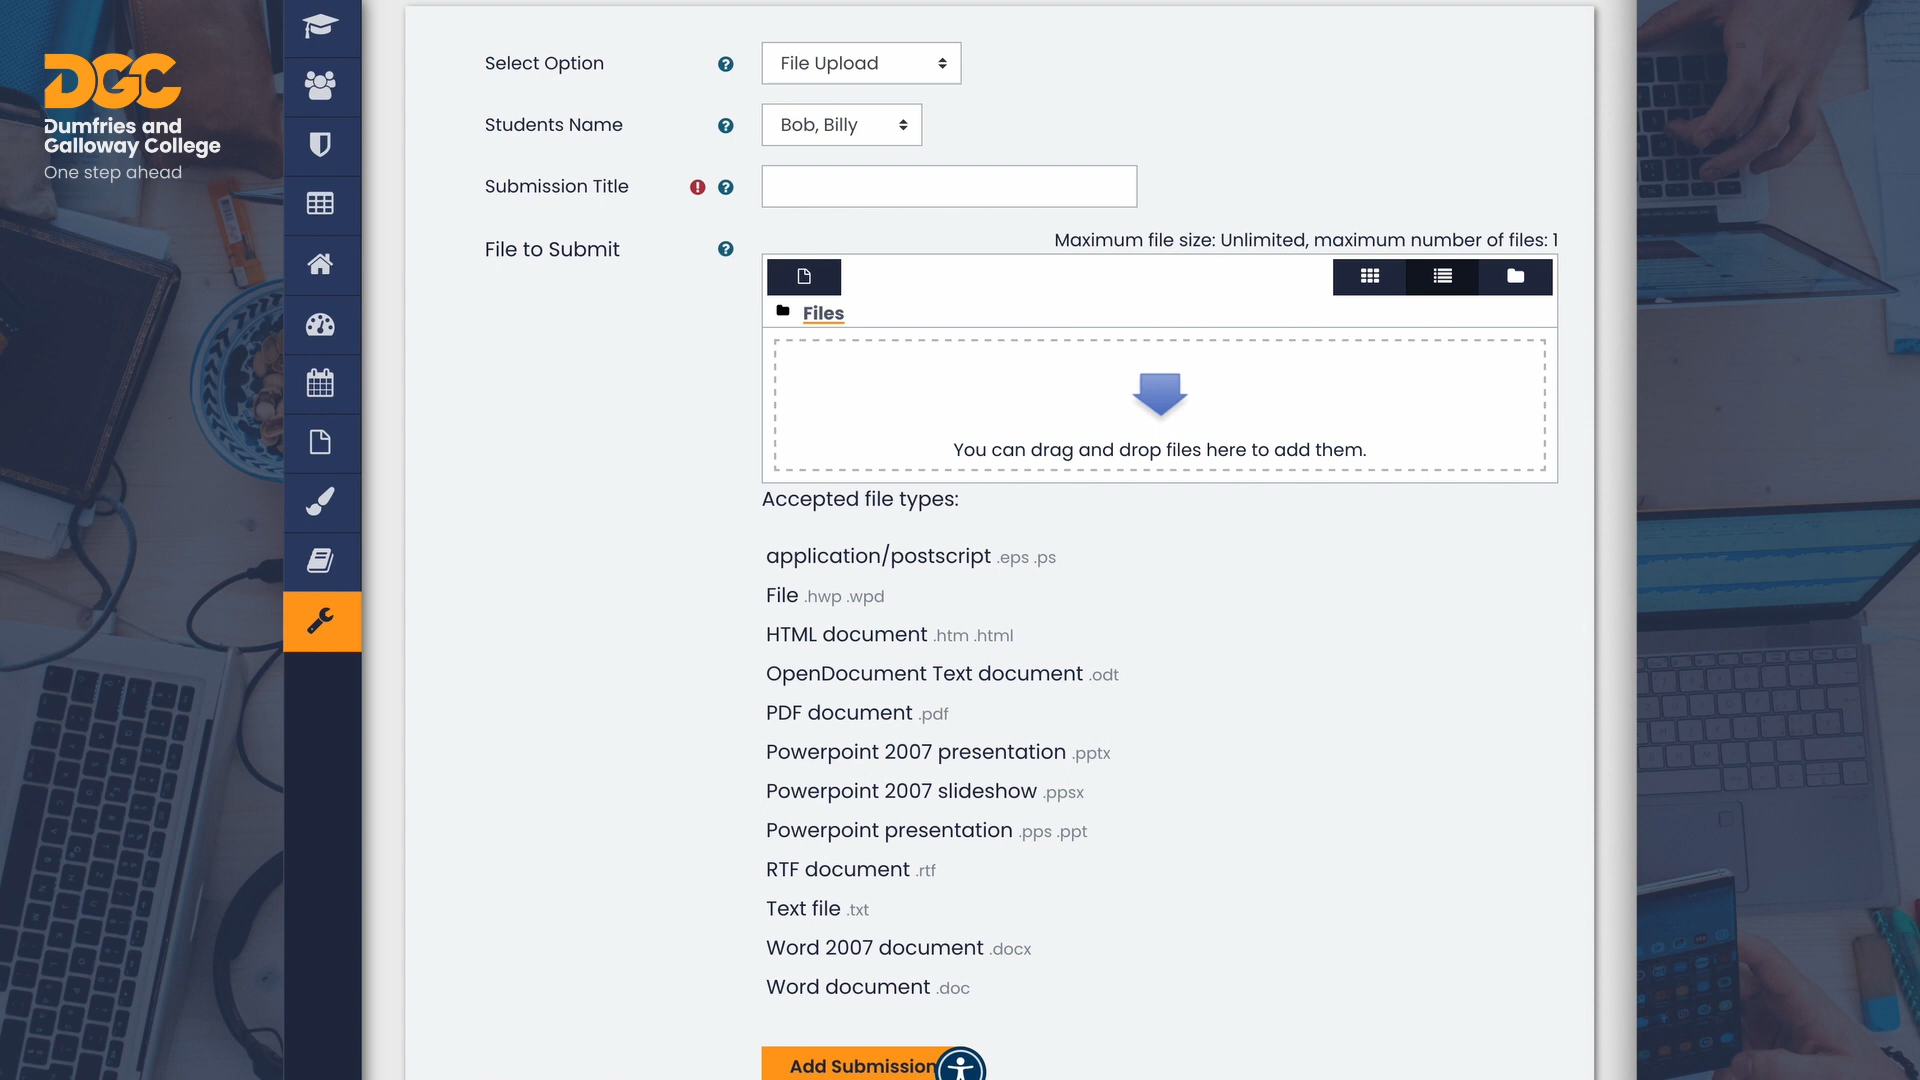 DGC
Dumfries and
Galloway College
One step ahead
Select Option
File Upload
Students Name
Bob, Billy
Submission Title
File to Submit
Maximum file size: Unlimited, maximum number of files: 1
Files
You can drag and drop files here to add them.
Accepted file types:
application/postscript .eps .ps
File .hwp .wpd
HTML document .htm .html
OpenDocument Text document .odt
PDF document .pdf
Powerpoint 2007 presentation .pptx
Powerpoint 2007 slideshow .ppsx
Powerpoint presentation .pps .ppt
RTF document .rtf
Text file .txt
Word 2007 document .docx
Word document .doc
Add Submission